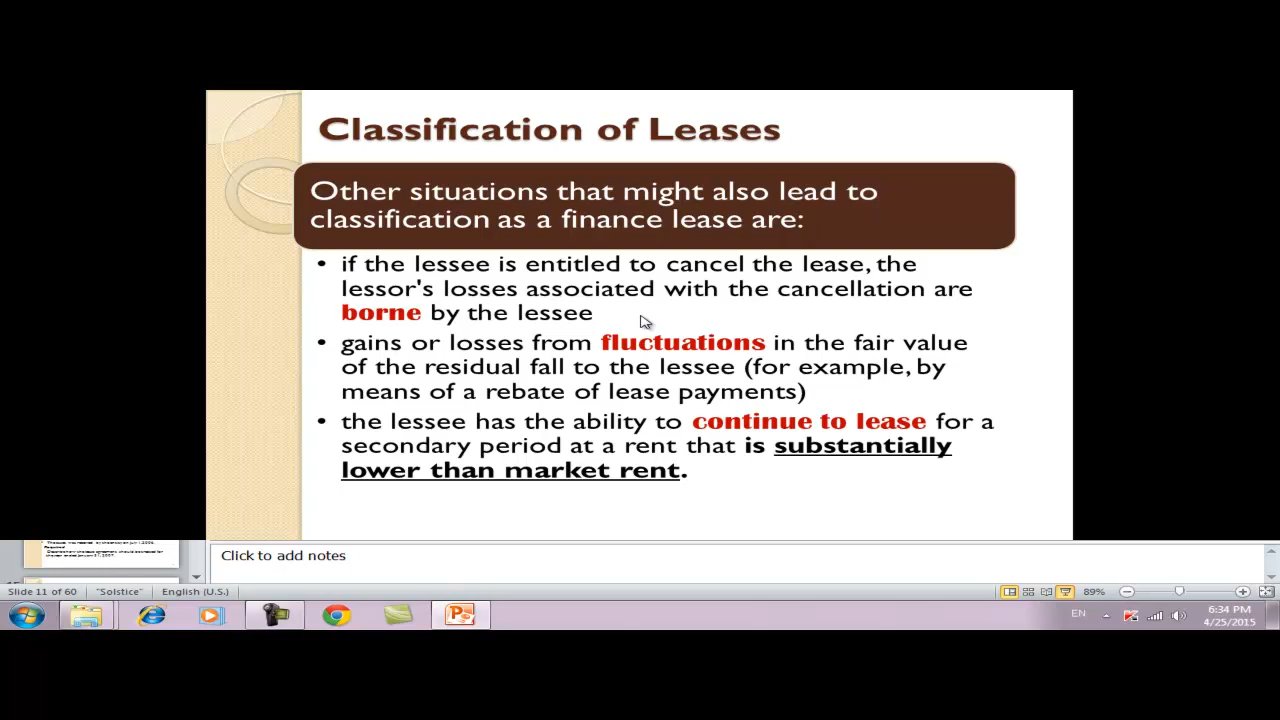 Classification of Leases
Other situations that might also lead to
classification as a finance lease are:
• if the lessee is entitled to cancel the lease, the
lessor's losses associated with the cancellation are
borne by the lessee
• gains or losses from fluctuations in the fair value
of the residual fall to the lessee (for example, by
means of a rebate of lease payments)
• the lessee has the ability to continue to lease for a
secondary period at a rent that is substantially
lower than market rent.
Click to add notes
Slide 11 of 60
"Solstice"
English (U.S.)
89%
EN
6:34 PM
4/25/2015